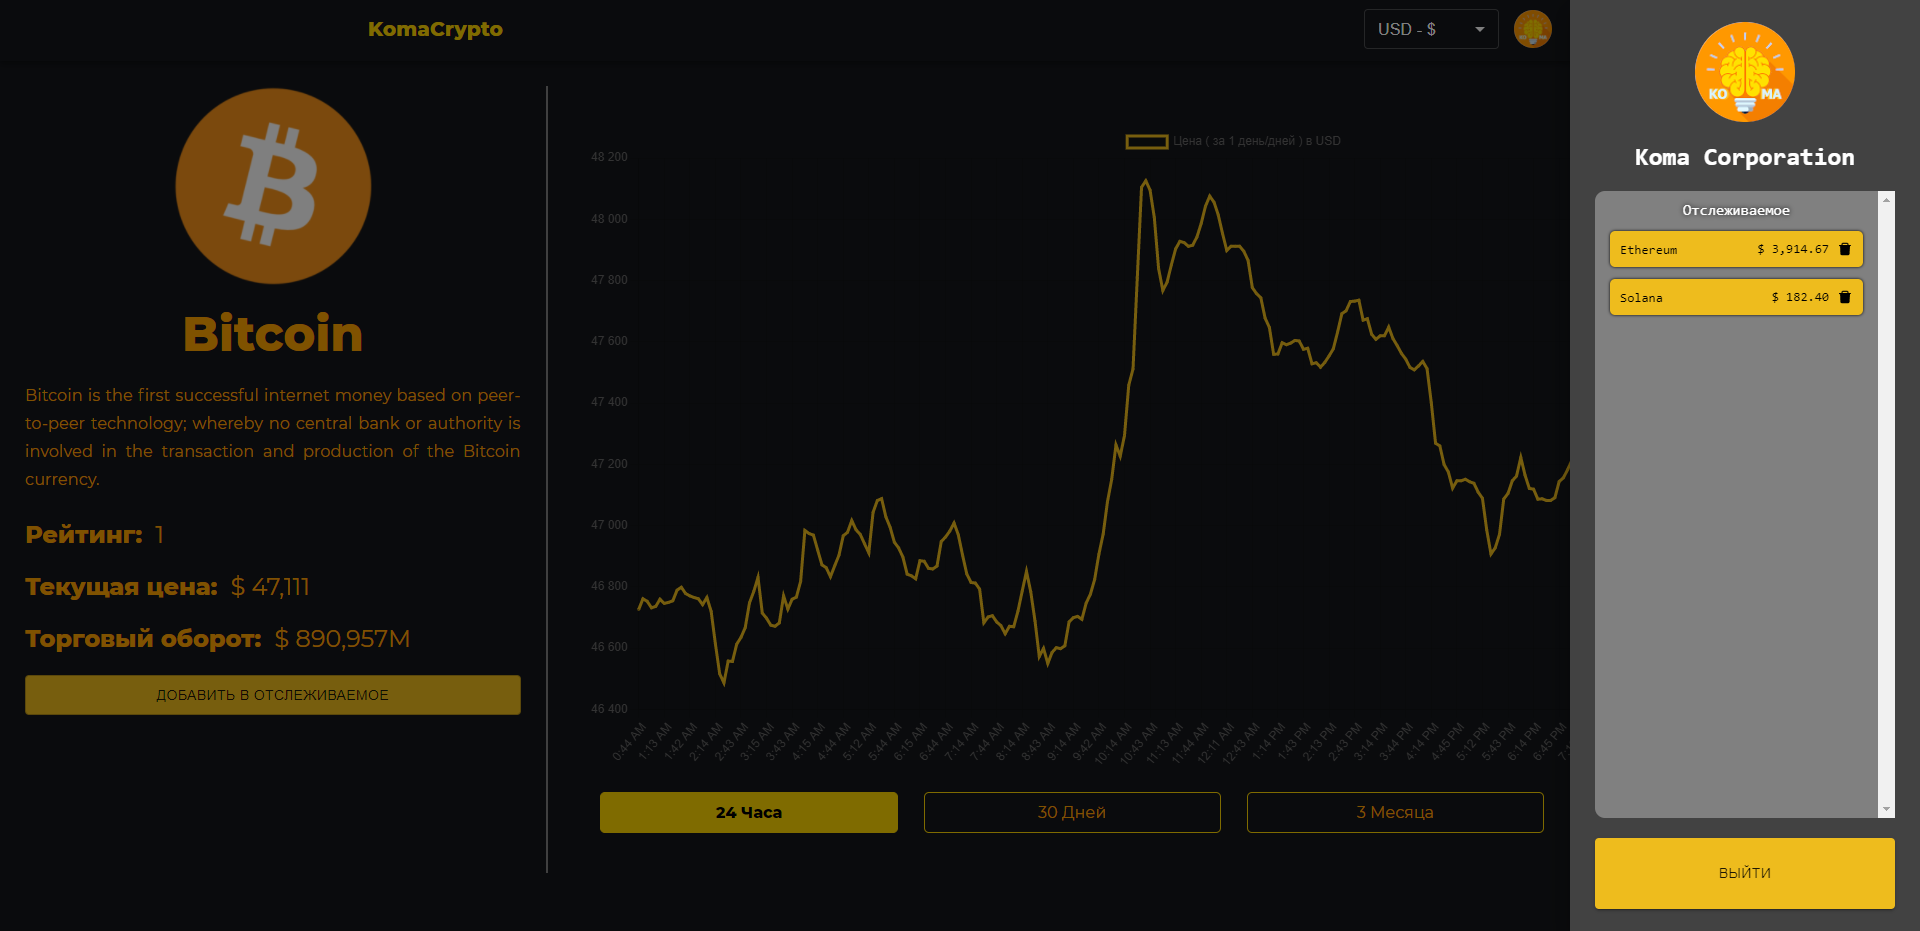 KomaCrypto
USD - $
Bitcoin
Bitcoin is the first successful internet money based on peer-
to-peer technology; whereby no central bank or authority is
involved in the transaction and production of the Bitcoin
currency.
Рейтинг: 1
Текущая цена: $ 47,111
Торговый оборот: $ 890,957M
ДОБАВИТЬ В ОТСЛЕЖИВАЕМОЕ
Цена ( за 1 день/дней ) в USD
48 200
48 000
47 800
47 600
47 400
47 200
47 000
46 800
46 600
46 400
0:44 AM
1:13 AM
1:42 AM
2:14 AM
2:43 AM
3:15 AM
3:43 AM
4:15 AM
4:44 AM
5:12 AM
5:44 AM
6:15 AM
6:44 AM
7:14 AM
7:44 AM
8:14 AM
8:43 AM
9:14 AM
9:42 AM
10:14 AM
10:43 AM
11:13 AM
11:44 AM
12:11 AM
12:43 AM
1:14 PM
1:43 PM
2:13 PM
2:43 PM
3:14 PM
3:44 PM
4:14 PM
4:45 PM
5:12 PM
5:43 PM
6:14 PM
6:45 PM
24 Часа
30 Дней
3 Месяца
KO MA
Koma Corporation
Отслеживаемое
Ethereum $ 3,914.67
Solana $ 182.40
ВЫЙТИ